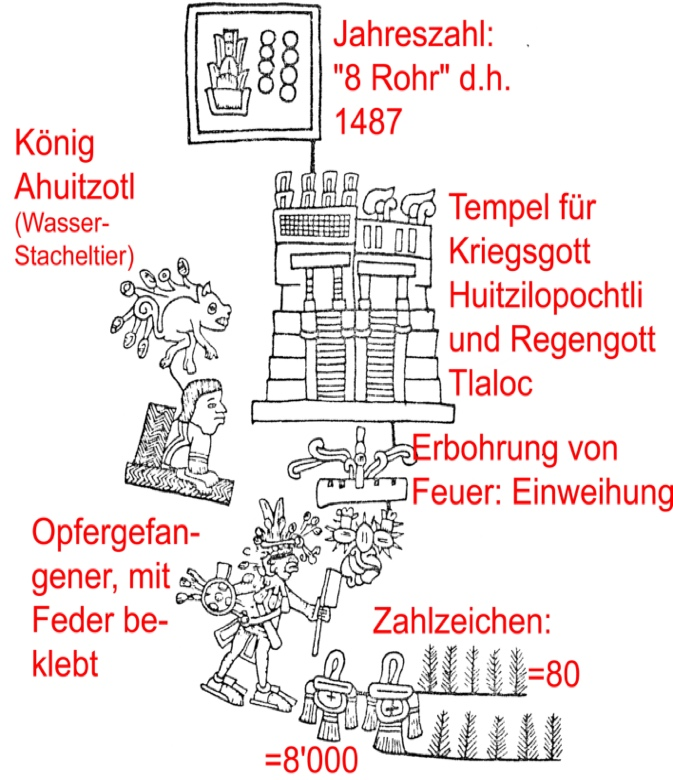 Jahreszahl:
"8 Rohr" d.h.
1487
König
Ahuitzotl
(Wasser-
Stacheltier)
Tempel für
Kriegsgott
Huitzilopochtli
und Regengott
Tlaloc
Erbohrung von
Feuer: Einweihung
Opfergefan-
gener, mit
Feder be-
klebt
Zahlzeichen:
=80
=8'000